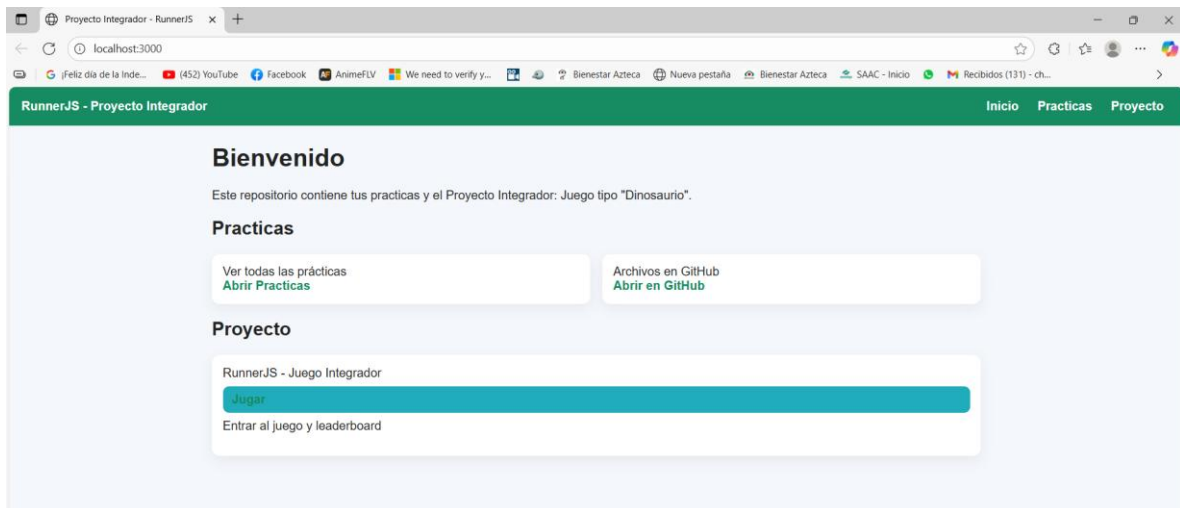 Proyecto Integrador - RunnerJS
localhost:3000
¡Feliz día de la Inde... (452) YouTube Facebook AnimeFLV We need to verify y... Bienestar Azteca Nueva pestaña Bienestar Azteca SAAC - Inicio Recibidos (131) - ch...
RunnerJS - Proyecto Integrador Inicio Practicas Proyecto
Bienvenido
Este repositorio contiene tus practicas y el Proyecto Integrador: Juego tipo "Dinosaurio".
Practicas
Ver todas las prácticas Archivos en GitHub
Abrir Practicas Abrir en GitHub
Proyecto
RunnerJS - Juego Integrador
Jugar
Entrar al juego y leaderboard